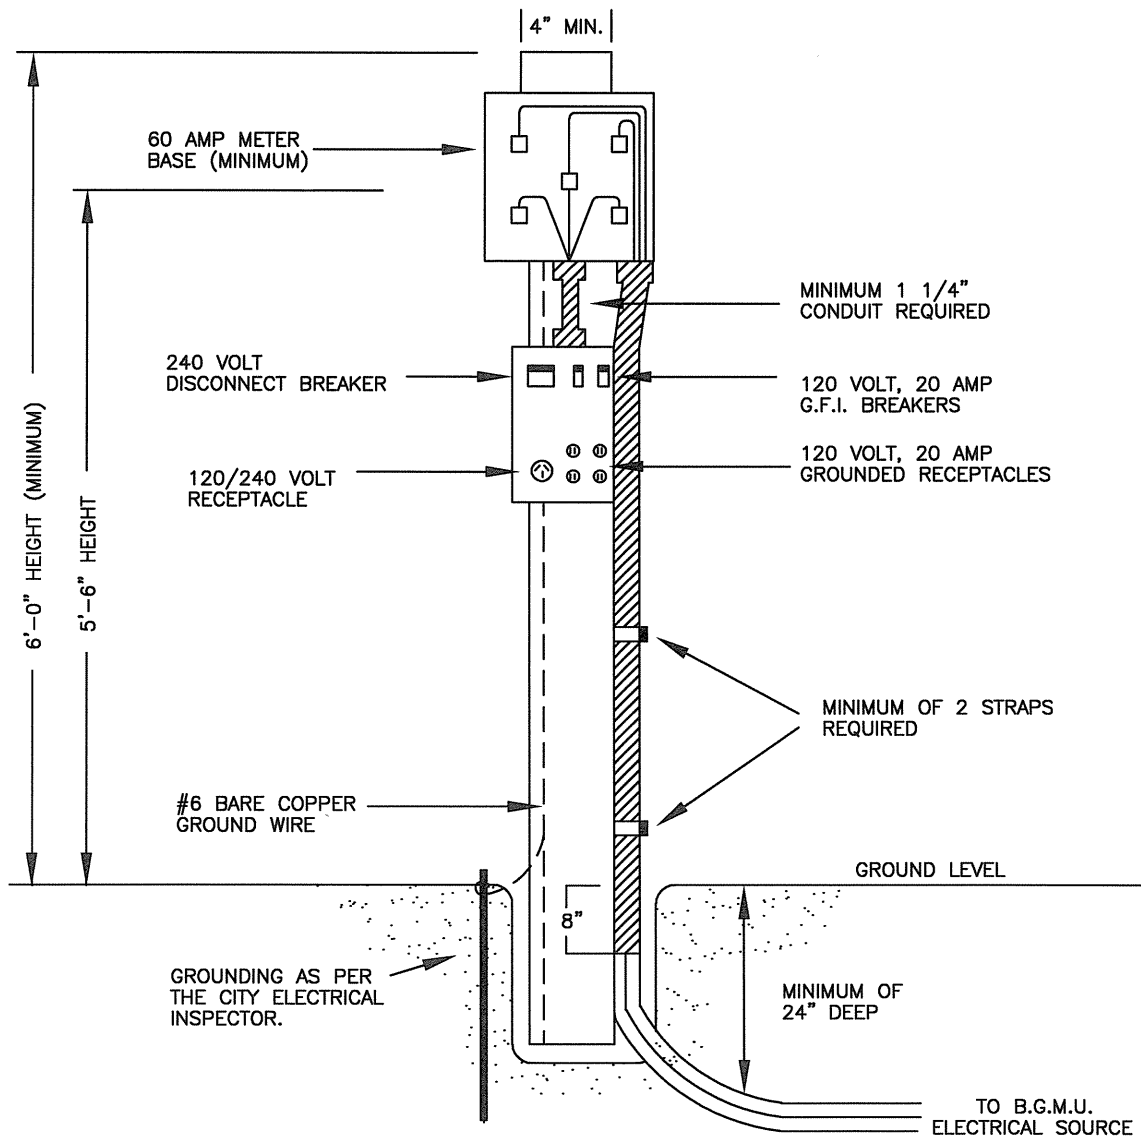 4" MIN.
60 AMP METER
BASE (MINIMUM)
MINIMUM 1 1/4"
CONDUIT REQUIRED
240 VOLT
DISCONNECT BREAKER
120 VOLT, 20 AMP
G.F.I. BREAKERS
120/240 VOLT
RECEPTACLE
120 VOLT, 20 AMP
GROUNDED RECEPTACLES
6'-0" HEIGHT (MINIMUM)
5'-6" HEIGHT
MINIMUM OF 2 STRAPS
REQUIRED
#6 BARE COPPER
GROUND WIRE
GROUND LEVEL
8"
GROUNDING AS PER
THE CITY ELECTRICAL
INSPECTOR.
MINIMUM OF
24" DEEP
TO B.G.M.U.
ELECTRICAL SOURCE